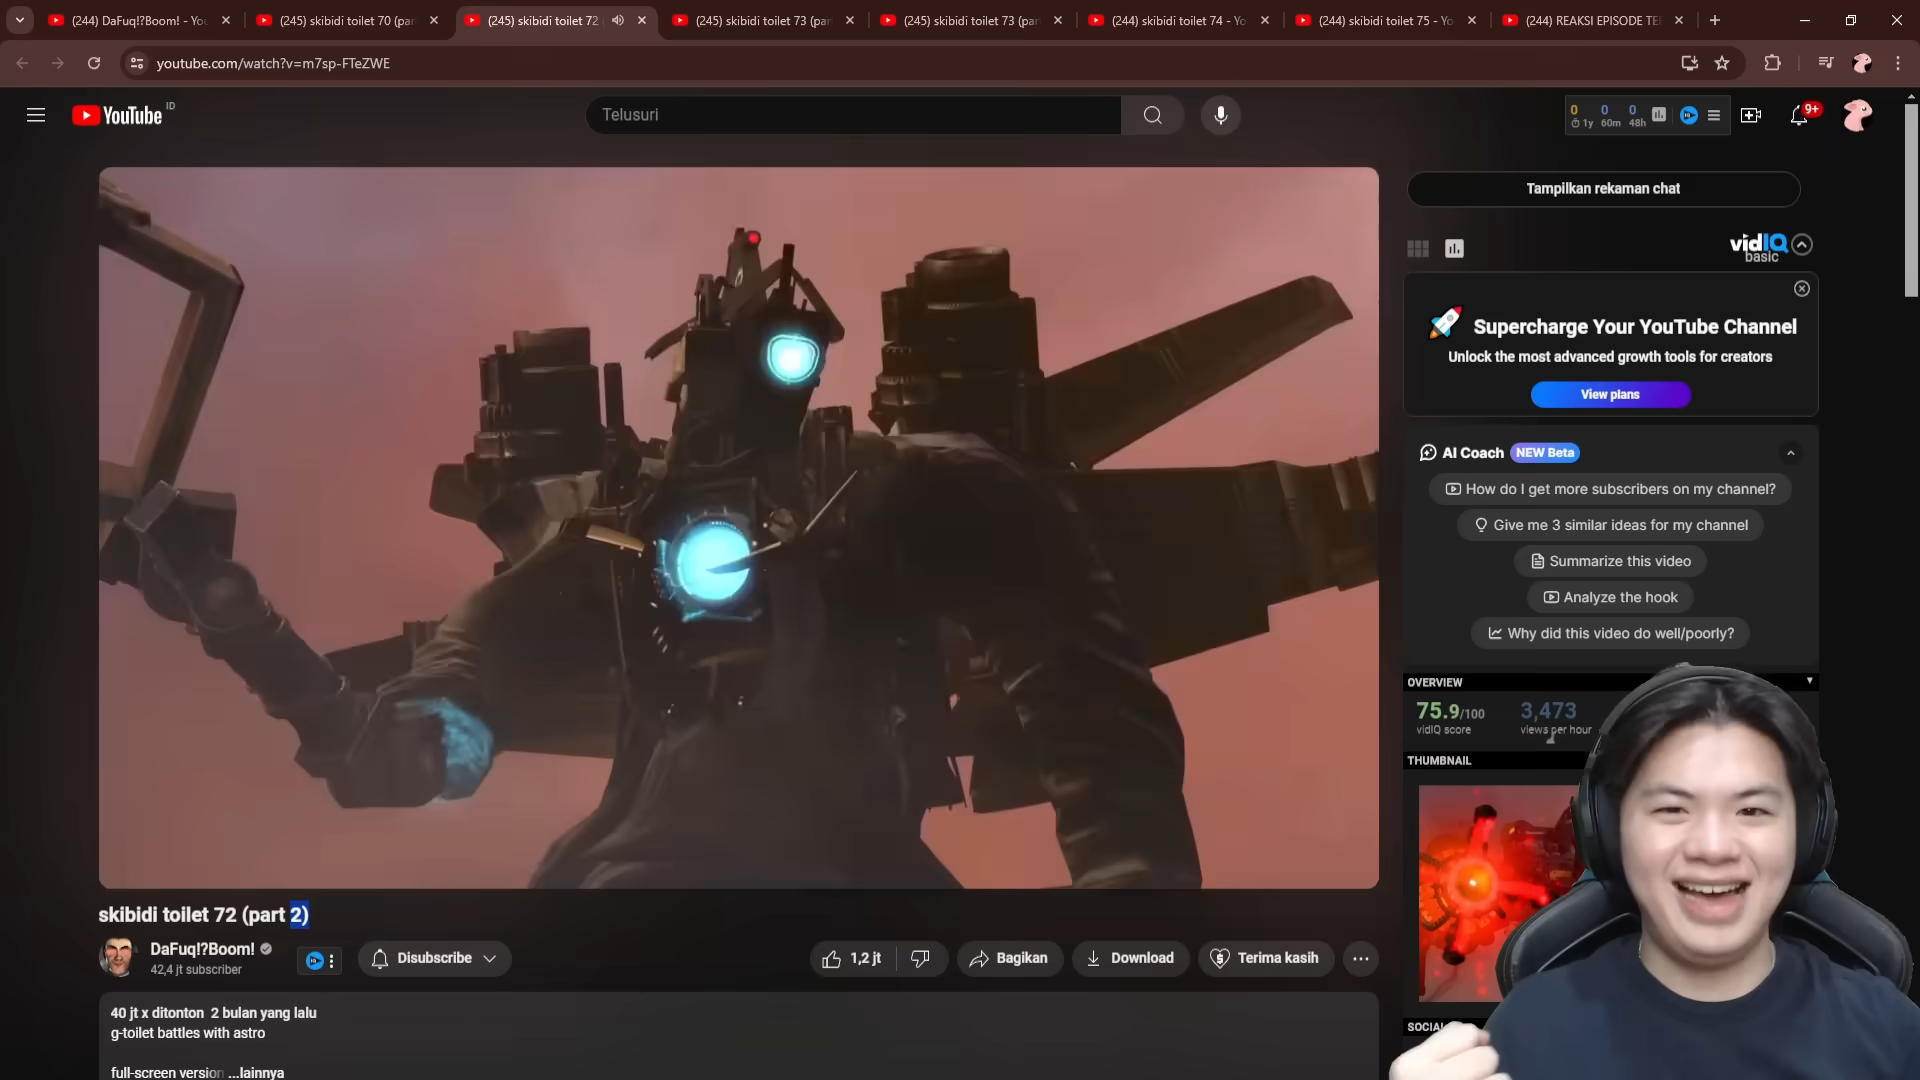 (244) DaFuq!?Boom! - You
(245) skibidi toilet 70 (par
(245) skibidi toilet 72
(245) skibidi toilet 73 (par
(245) skibidi toilet 73 (par
(244) skibidi toilet 74 - Yo
(244) skibidi toilet 75 - Yo
(244) REAKSI EPISODE TE
youtube.com/watch?v=m7sp-FTeZWE
YouTube ID
Telusuri
0 0 0
1y 60m 48h
9+
Tampilkan rekaman chat
vidIQ
basic
Supercharge Your YouTube Channel
Unlock the most advanced growth tools for creators
View plans
AI Coach NEW Beta
How do I get more subscribers on my channel?
Give me 3 similar ideas for my channel
Summarize this video
Analyze the hook
Why did this video do well/poorly?
OVERVIEW
75.9/100 3,473
vidIQ score views per hour
THUMBNAIL
SOCIAL
skibidi toilet 72 (part 2)
DaFuq!?Boom!
42,4 jt subscriber
Disubscribe
1,2 jt
Bagikan
Download
Terima kasih
40 jt x ditonton 2 bulan yang lalu
g-toilet battles with astro
full-screen version ...lainnya